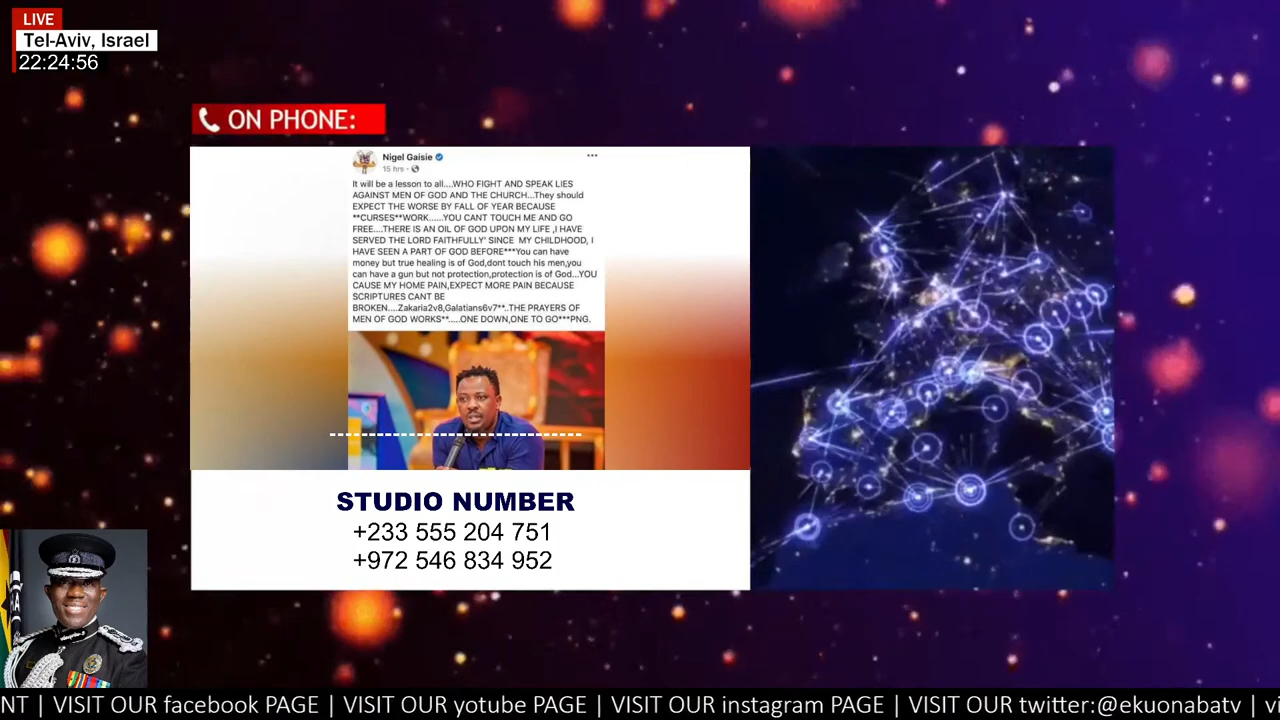 LIVE
Tel-Aviv, Israel
22:24:56
ON PHONE:
Nigel Gaisie
15 hrs ·
It will be a lesson to all....WHO FIGHT AND SPEAK LIES
AGAINST MEN OF GOD AND THE CHURCH...They should
EXPECT THE WORSE BY FALL OF YEAR BECAUSE
**CURSES**WORK......YOU CANT TOUCH ME AND GO
FREE....THERE IS AN OIL OF GOD UPON MY LIFE ,I HAVE
SERVED THE LORD FAITHFULLY' SINCE MY CHILDHOOD, I
HAVE SEEN A PART OF GOD BEFORE***You can have
money but true healing is of God,dont touch his men,you
can have a gun but not protection,protection is of God...YOU
CAUSE MY HOME PAIN,EXPECT MORE PAIN BECAUSE
SCRIPTURES CANT BE
BROKEN....Zakaria2v8,Galatians6v7**..THE PRAYERS OF
MEN OF GOD WORKS**.....ONE DOWN,ONE TO GO***PNG.
STUDIO NUMBER
+233 555 204 751
+972 546 834 952
NT | VISIT OUR facebook PAGE | VISIT OUR yotube PAGE | VISIT OUR instagram PAGE | VISIT OUR twitter:@ekuonabatv | vi